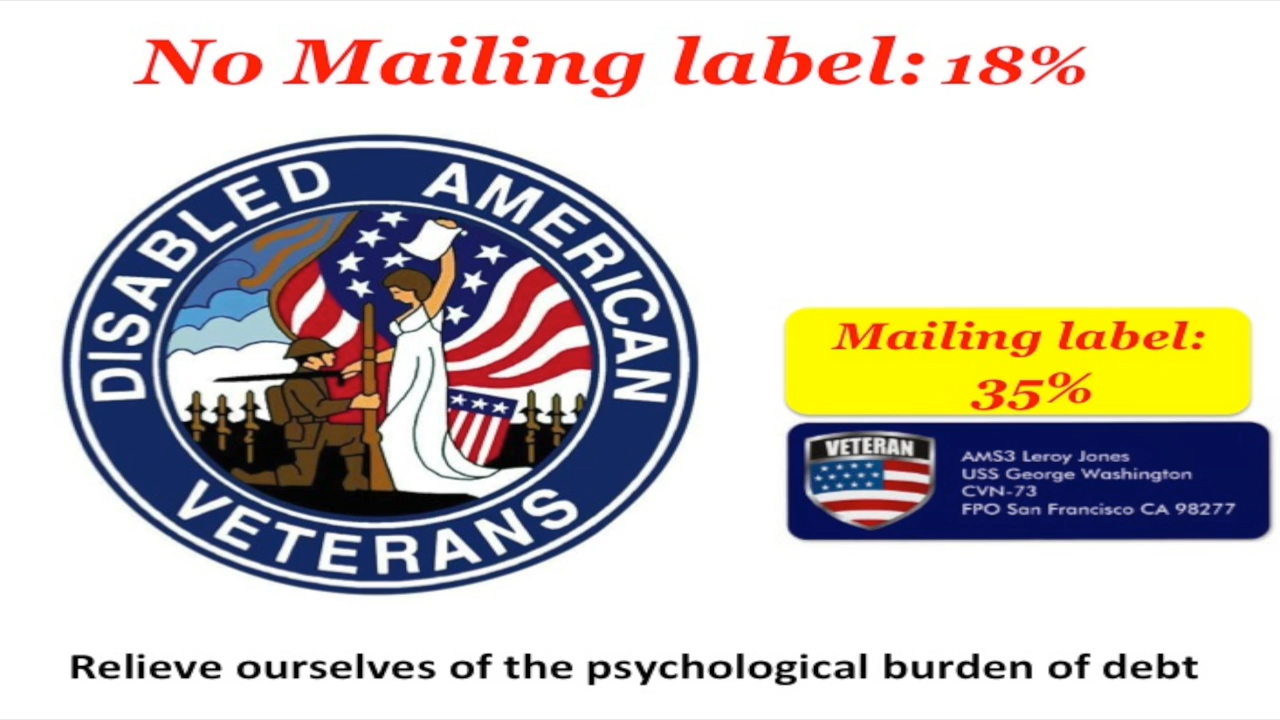 No Mailing label: 18%
DISABLED AMERICAN
VETERANS
Mailing label:
35%
VETERAN
AMS3 Leroy Jones
USS George Washington
CVN-73
FPO San Francisco CA 98277
Relieve ourselves of the psychological burden of debt